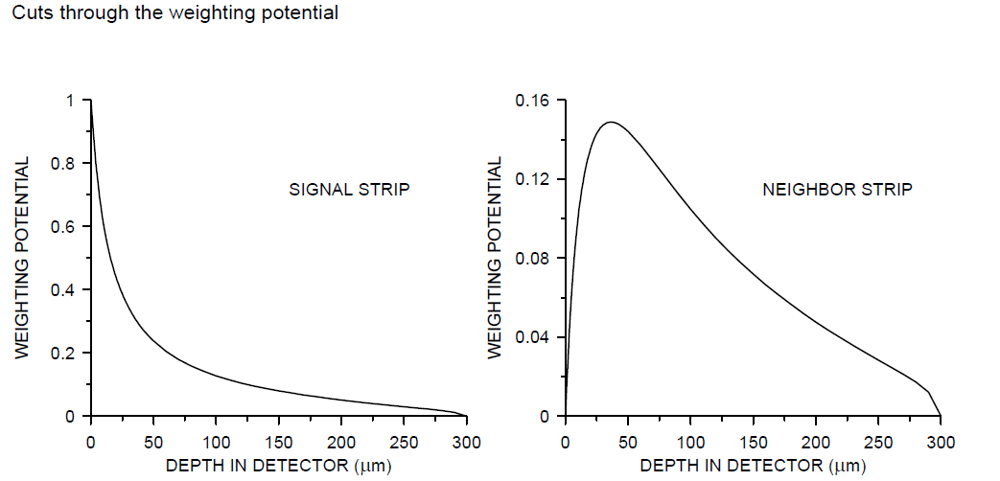 Cuts through the weighting potential
WEIGHTING POTENTIAL
1
0.8
0.6
0.4
0.2
0
SIGNAL STRIP
0 50 100 150 200 250 300
DEPTH IN DETECTOR (μm)
WEIGHTING POTENTIAL
0.16
0.12
0.08
0.04
0
NEIGHBOR STRIP
0 50 100 150 200 250 300
DEPTH IN DETECTOR (μm)